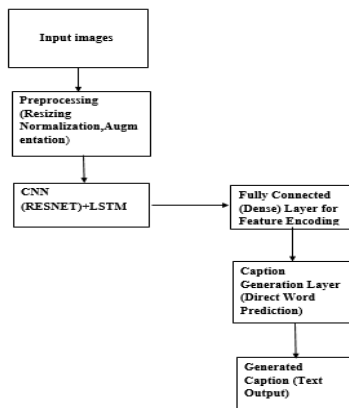 Input images
Preprocessing
(Resizing
Normalization,Augm
entation)
CNN
(RESNET)+LSTM
Fully Connected
(Dense) Layer for
Feature Encoding
Caption
Generation Layer
(Direct Word
Prediction)
Generated
Caption (Text
Output)